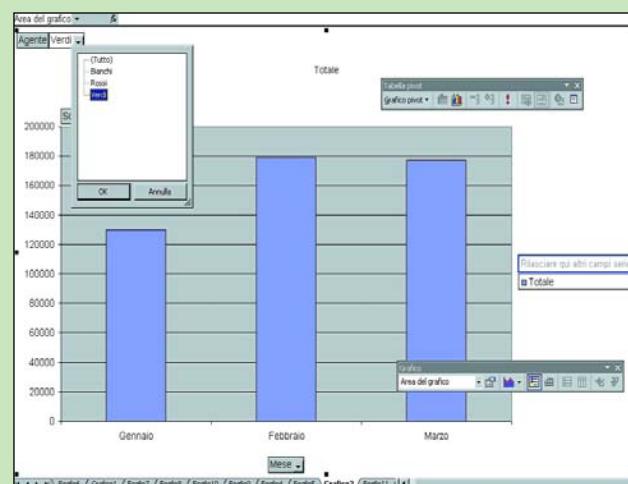 Area del grafico
fx
Agente Verdi
(Tutto)
Bianchi
Rossi
Verdi
OK Annulla
Totale
Tabella pivot
Grafico pivot
200000
180000
160000
140000
120000
100000
80000
60000
40000
20000
0
Rilasciare qui altri campi serie
Totale
Grafico
Area del grafico
Gennaio Febbraio Marzo
Mese
Grafico2